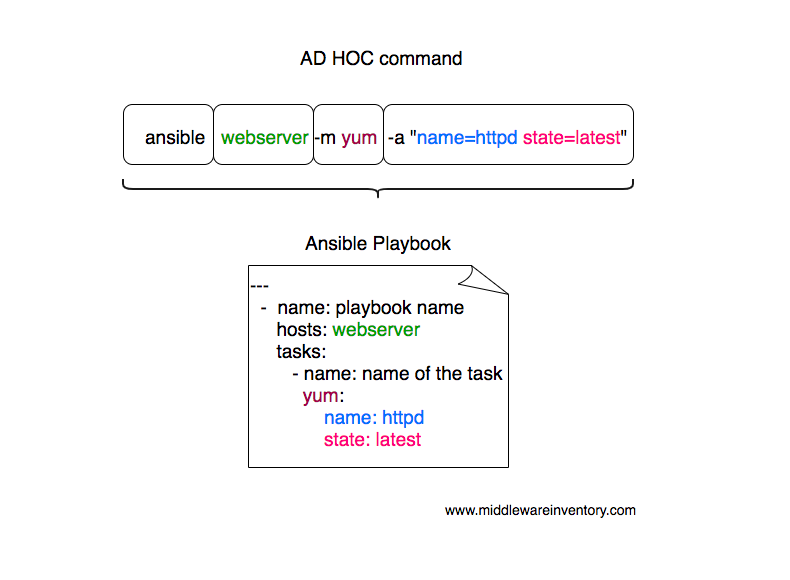 AD HOC command
ansible webserver -m yum -a "name=httpd state=latest"
Ansible Playbook
---
- name: playbook name
hosts: webserver
tasks:
- name: name of the task
yum:
name: httpd
state: latest
www.middlewareinventory.com